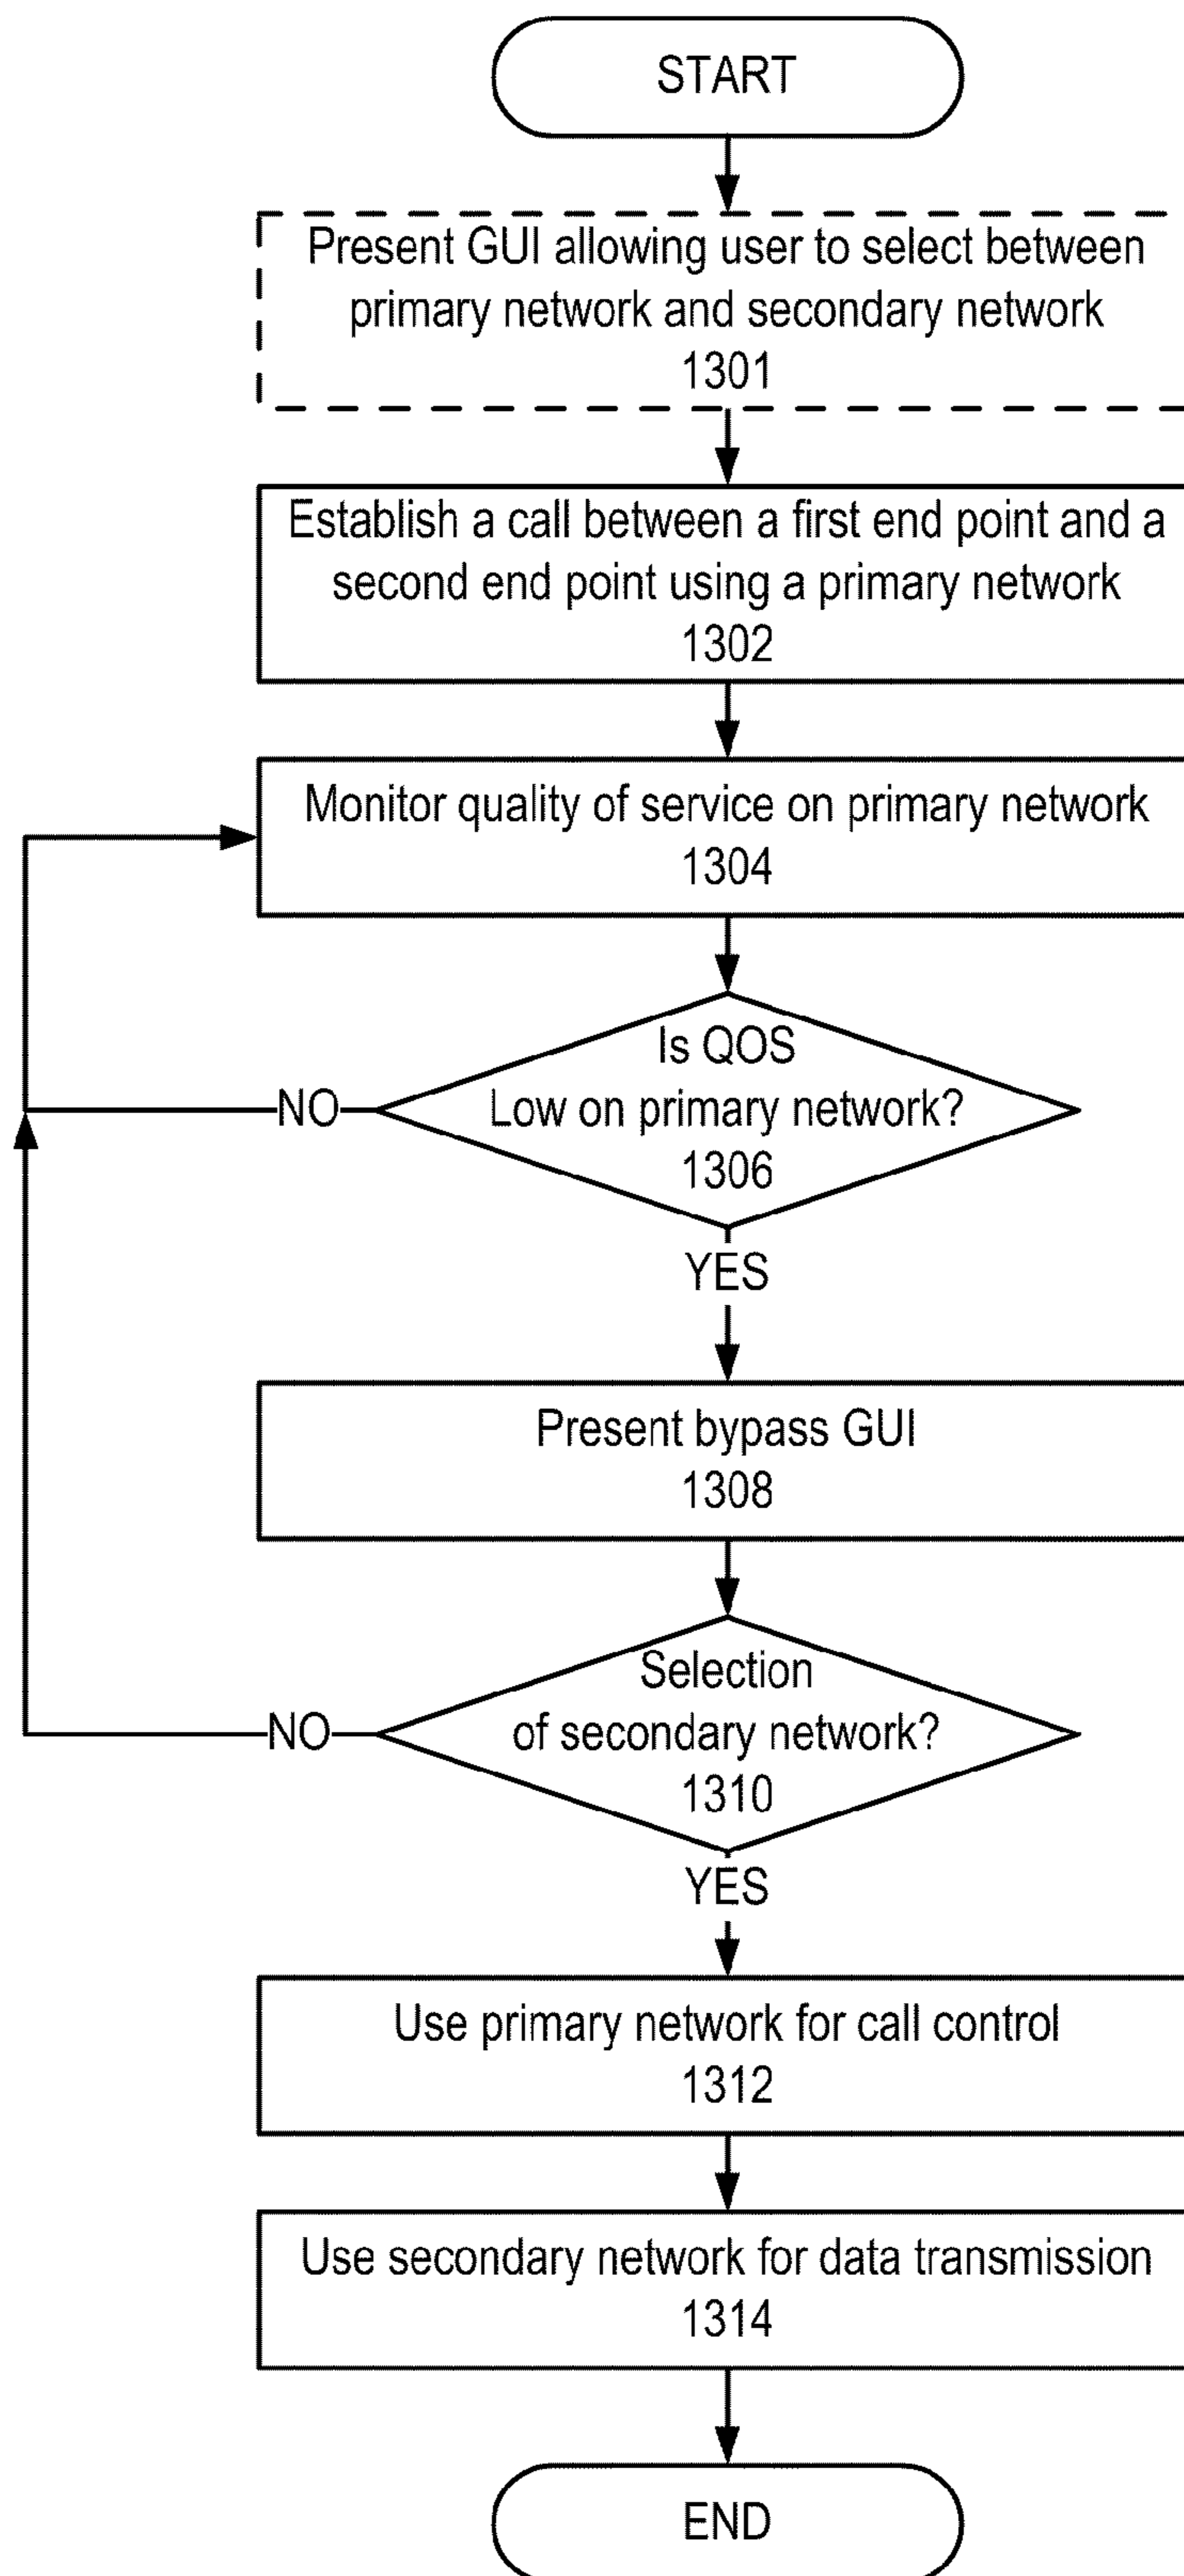 START
Present GUI allowing user to select between
primary network and secondary network
1301
Establish a call between a first end point and a
second end point using a primary network
1302
Monitor quality of service on primary network
1304
Is QOS
Low on primary network?
1306
NO
YES
Present bypass GUI
1308
Selection
of secondary network?
1310
NO
YES
Use primary network for call control
1312
Use secondary network for data transmission
1314
END